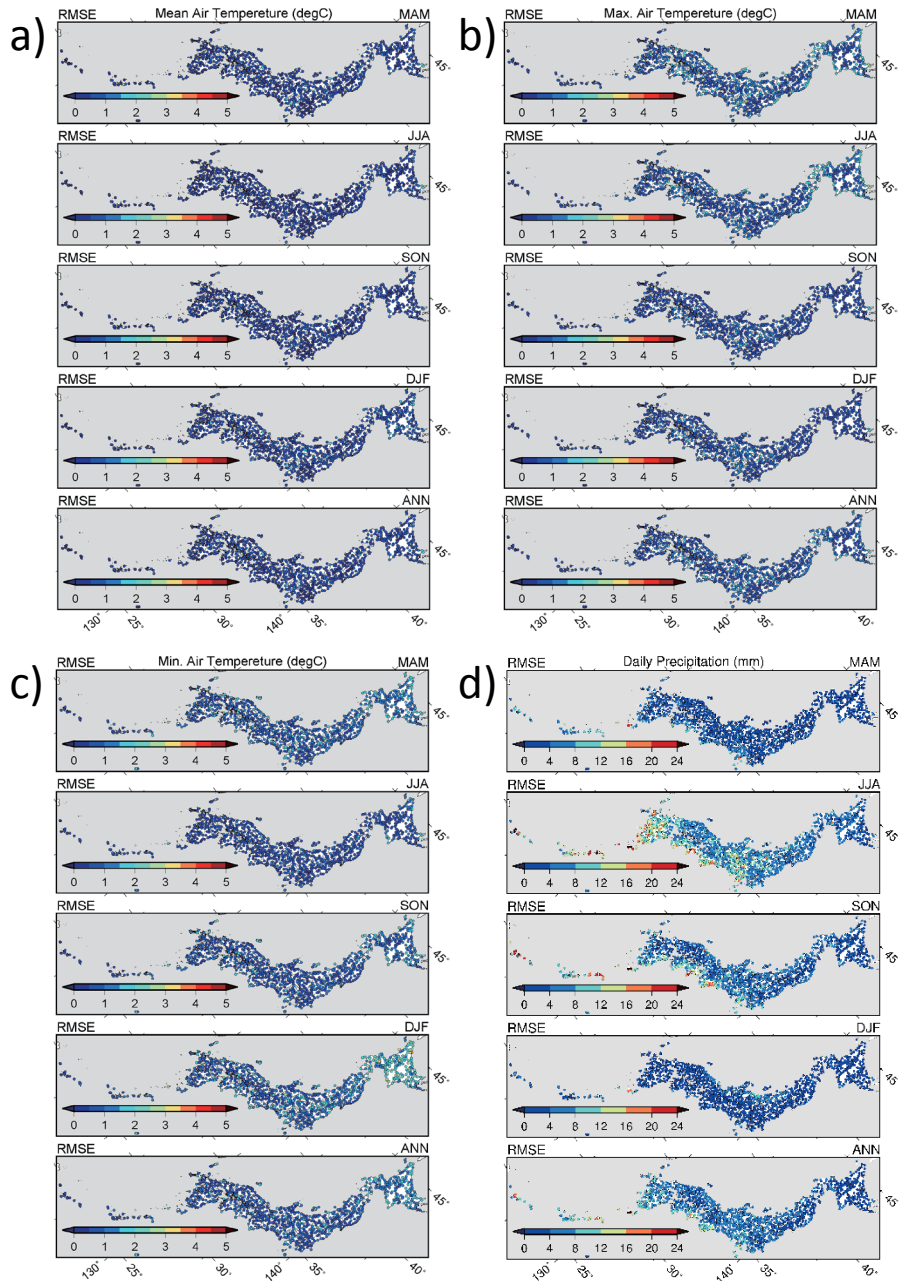 a)
RMSE Mean Air Tempereture (degC) MAM
45°
0 1 2 3 4 5
RMSE JJA
45°
0 1 2 3 4 5
RMSE SON
45°
0 1 2 3 4 5
RMSE DJF
45°
0 1 2 3 4 5
RMSE ANN
45°
0 1 2 3 4 5
130° 25° 30° 140° 35° 40°
b)
RMSE Max. Air Tempereture (degC) MAM
45°
0 1 2 3 4 5
RMSE JJA
45°
0 1 2 3 4 5
RMSE SON
45°
0 1 2 3 4 5
RMSE DJF
45°
0 1 2 3 4 5
RMSE ANN
45°
0 1 2 3 4 5
130° 25° 30° 140° 35° 40°
c)
RMSE Min. Air Tempereture (degC) MAM
45°
0 1 2 3 4 5
RMSE JJA
45°
0 1 2 3 4 5
RMSE SON
45°
0 1 2 3 4 5
RMSE DJF
45°
0 1 2 3 4 5
RMSE ANN
45°
0 1 2 3 4 5
130° 25° 30° 140° 35° 40°
d)
RMSE Daily Precipitation (mm) MAM
45°
0 4 8 12 16 20 24
RMSE JJA
45°
0 4 8 12 16 20 24
RMSE SON
45°
0 4 8 12 16 20 24
RMSE DJF
45°
0 4 8 12 16 20 24
RMSE ANN
45°
0 4 8 12 16 20 24
130° 25° 30° 140° 35° 40°